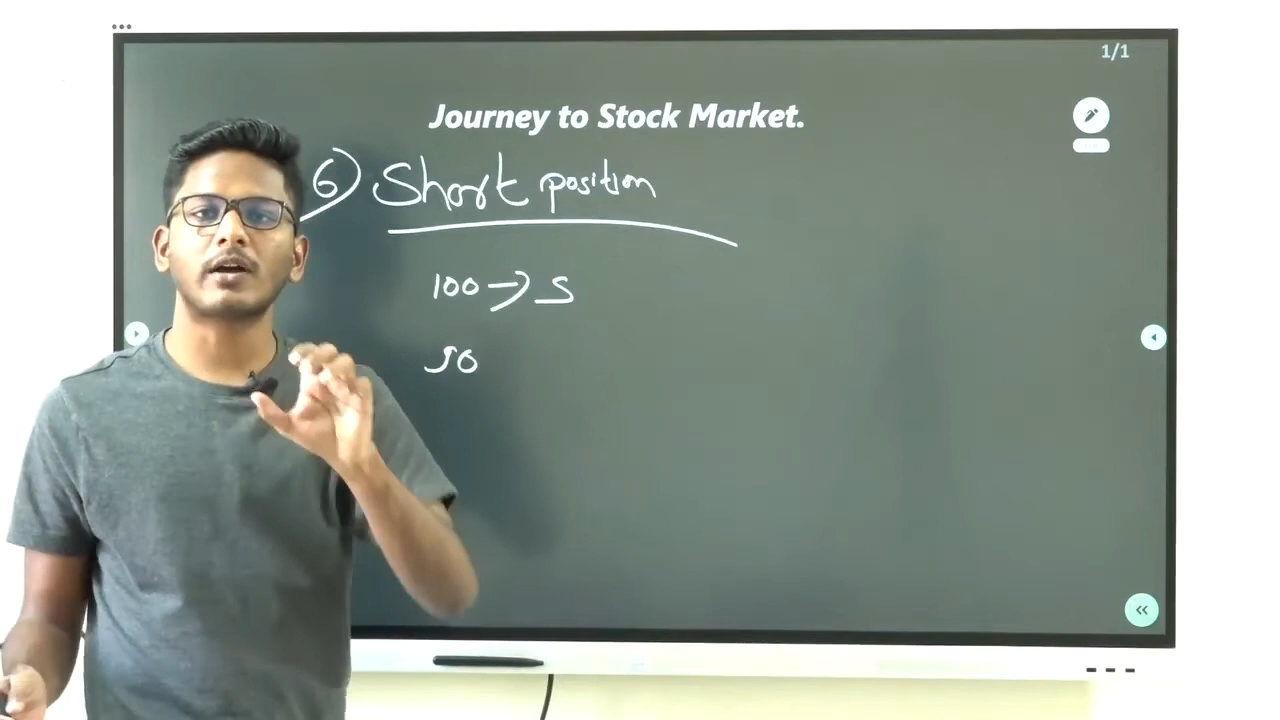 1/1
Journey to Stock Market.
6) Short position
100 → S
50